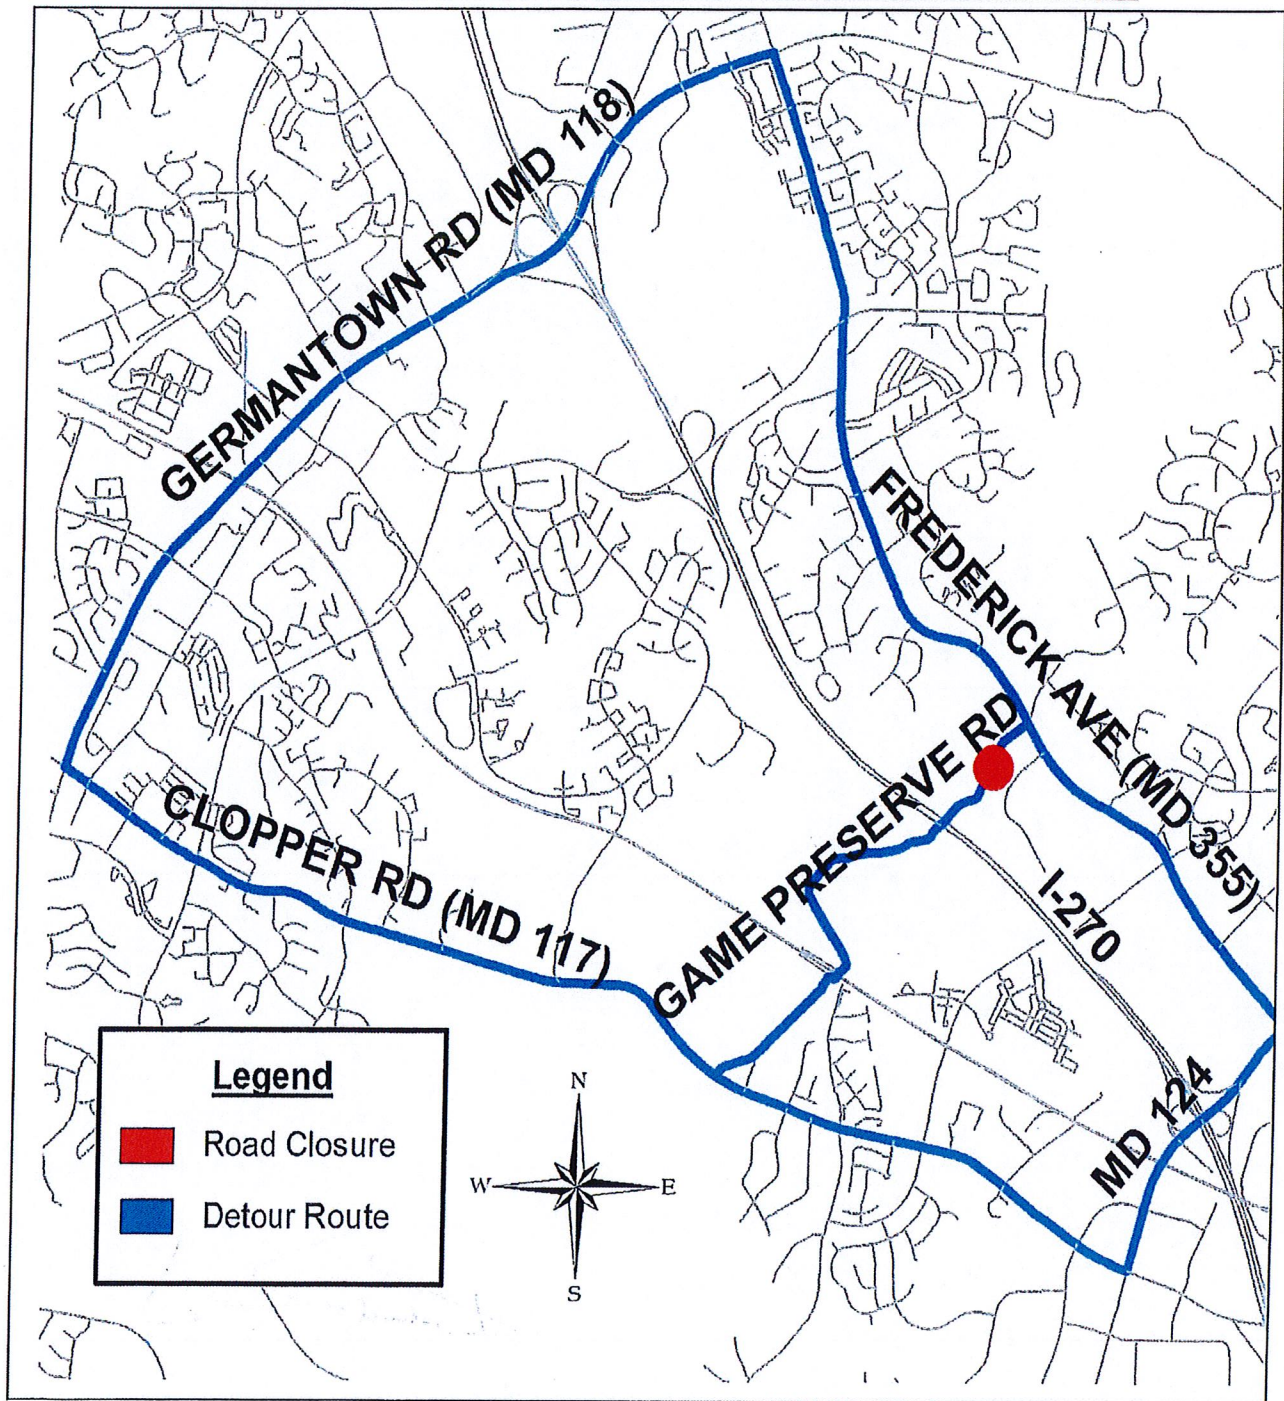 GERMANTOWN RD (MD 118)
FREDERICK AVE (MD 355)
GAME PRESERVE RD
CLOPPER RD (MD 117)
I-270
MD 124
Legend
Road Closure
Detour Route
N
W
E
S